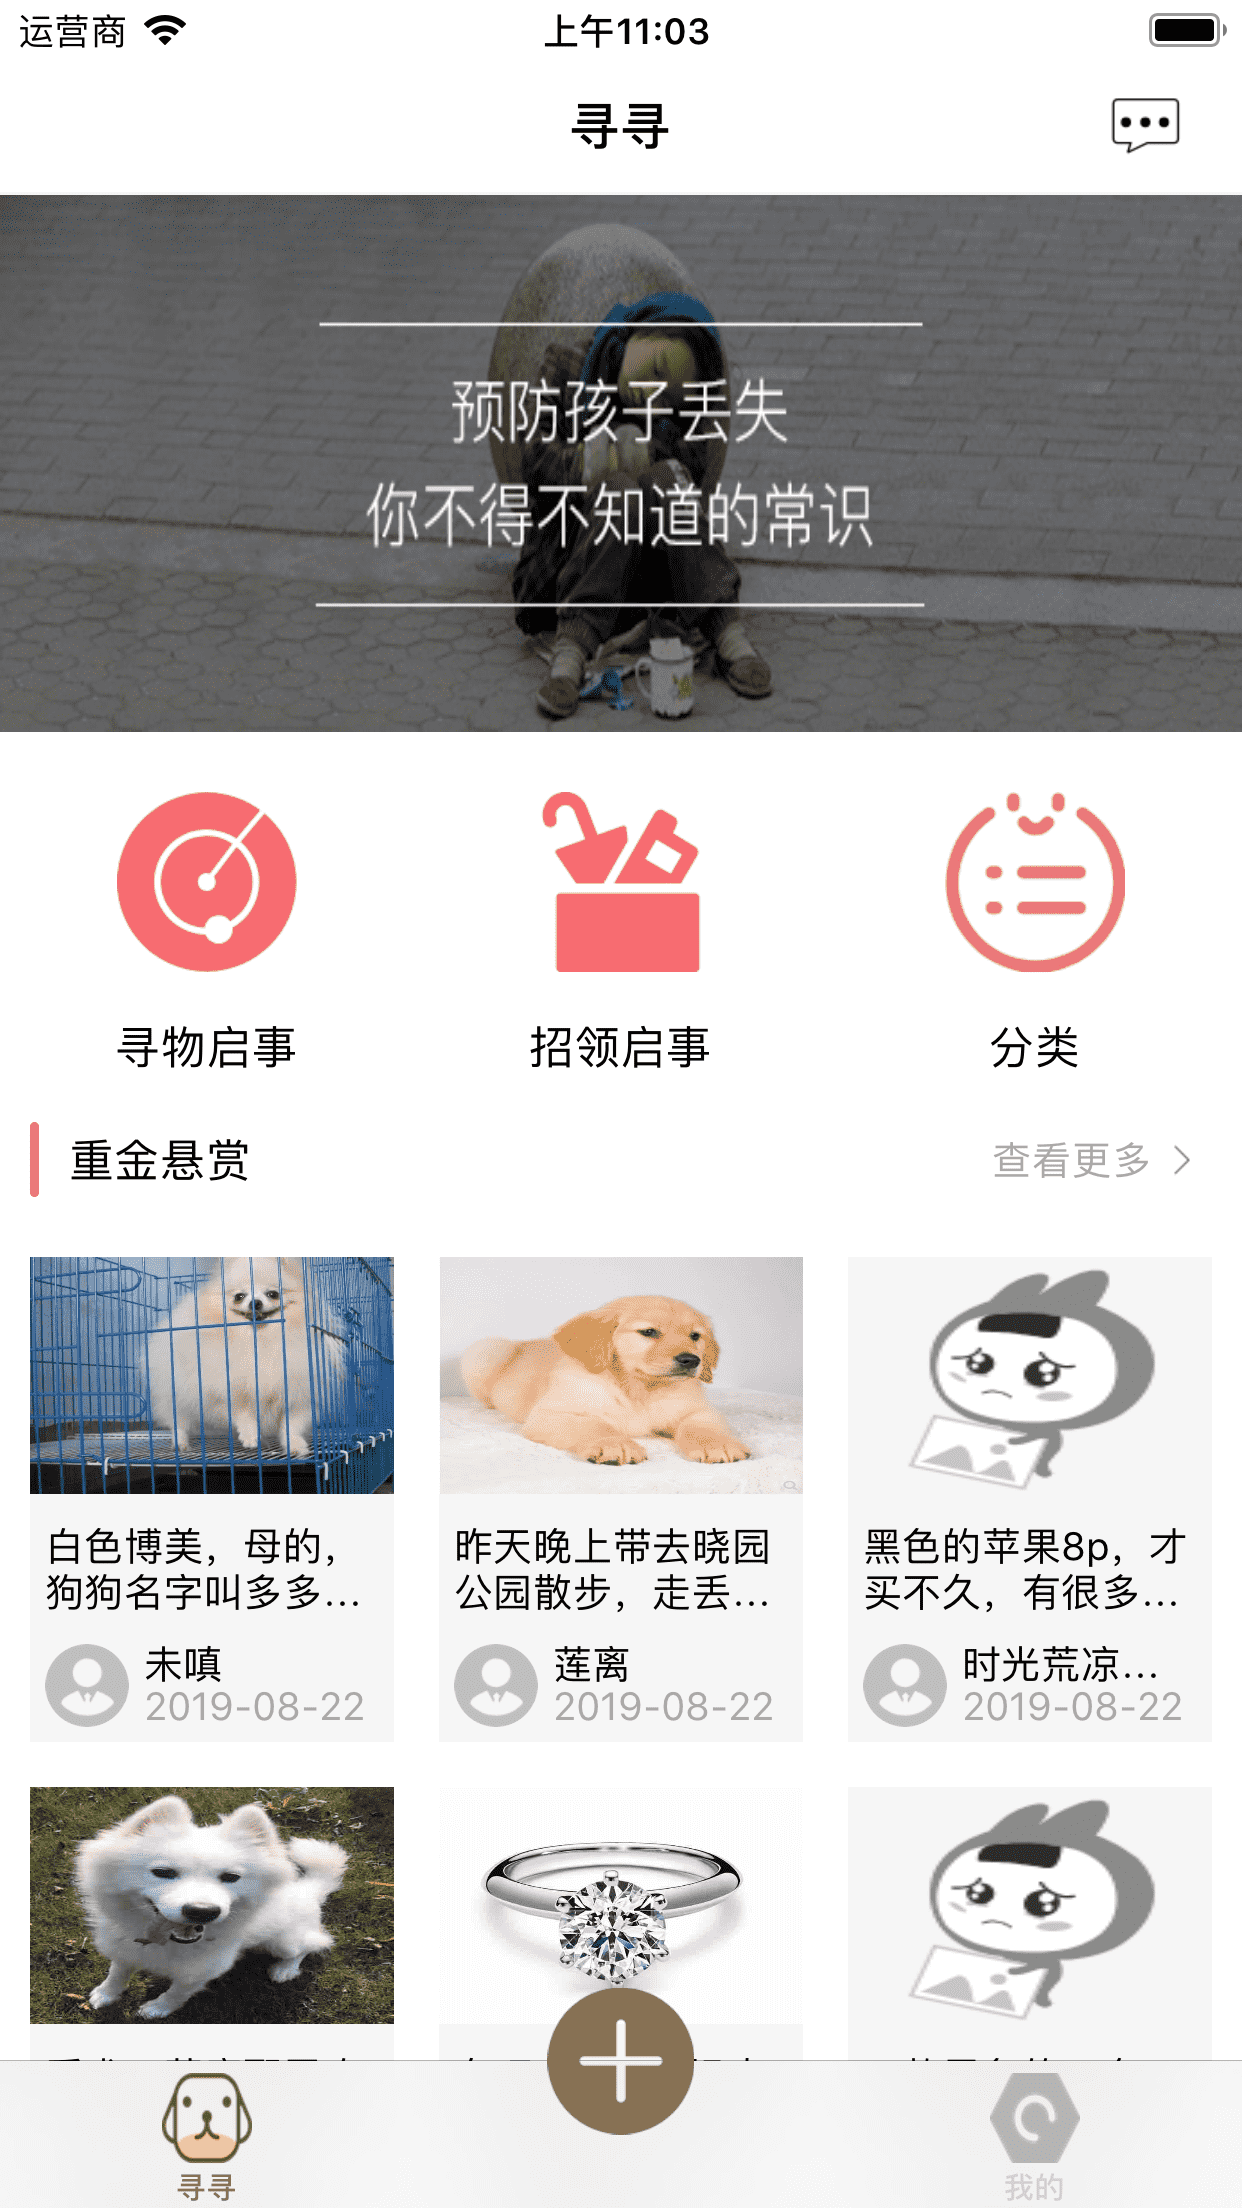 运营商 上午11:03
寻寻
预防孩子丢失
你不得不知道的常识
寻物启事 招领启事 分类
重金悬赏 查看更多
白色博美，母的，
狗狗名字叫多多...
未嗔
2019-08-22
昨天晚上带去晓园
公园散步，走丢...
莲离
2019-08-22
黑色的苹果8p，才
买不久，有很多...
时光荒凉...
2019-08-22
寻寻 我的